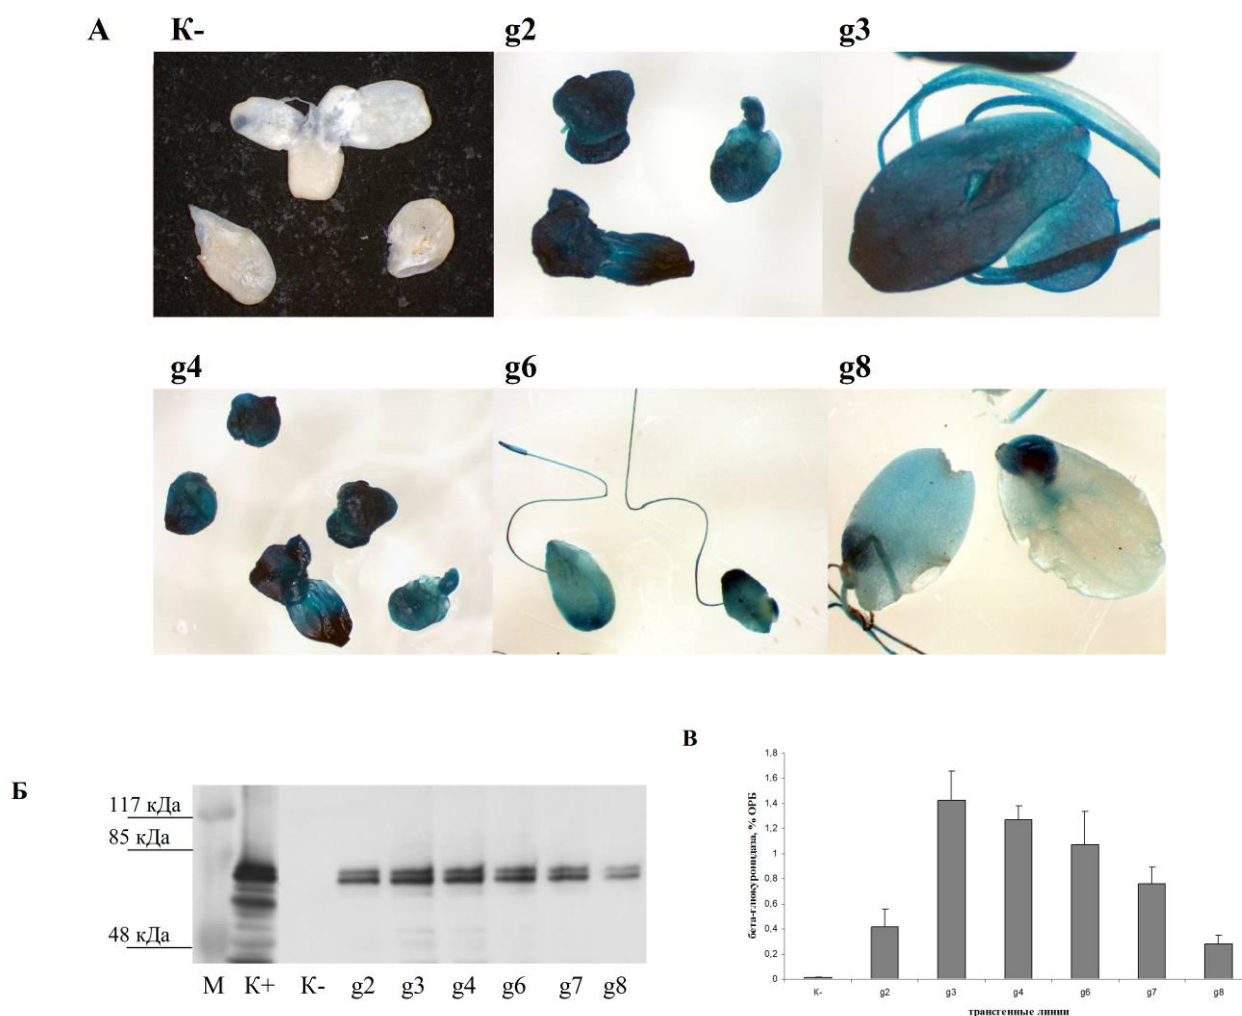 А К- g2 g3
g4 g6 g8
Б
117 кДа
85 кДа
48 кДа
М К+ К- g2 g3 g4 g6 g7 g8
В
бета-глюкуронидаза, % ОРБ
1,8
1,6
1,4
1,2
1
0,8
0,6
0,4
0,2
0
К- g2 g3 g4 g6 g7 g8
трансгенные линии